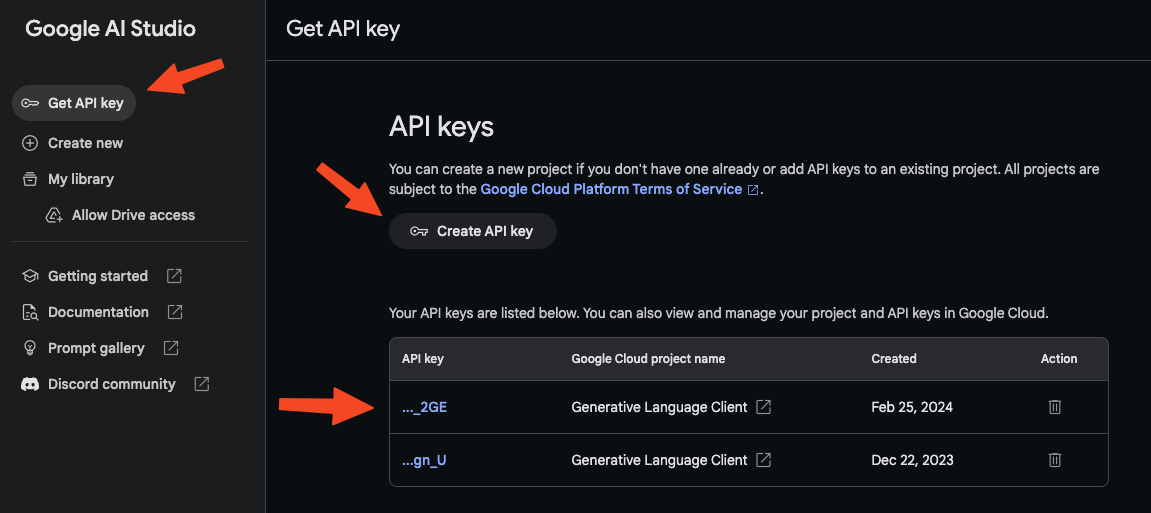 Google AI Studio
Get API key
Create new
My library
Allow Drive access
Getting started
Documentation
Prompt gallery
Discord community
Get API key
API keys
You can create a new project if you don't have one already or add API keys to an existing project. All projects are
subject to the Google Cloud Platform Terms of Service.
Create API key
Your API keys are listed below. You can also view and manage your project and API keys in Google Cloud.
API key Google Cloud project name Created Action
..._2GE Generative Language Client Feb 25, 2024
...gn_U Generative Language Client Dec 22, 2023